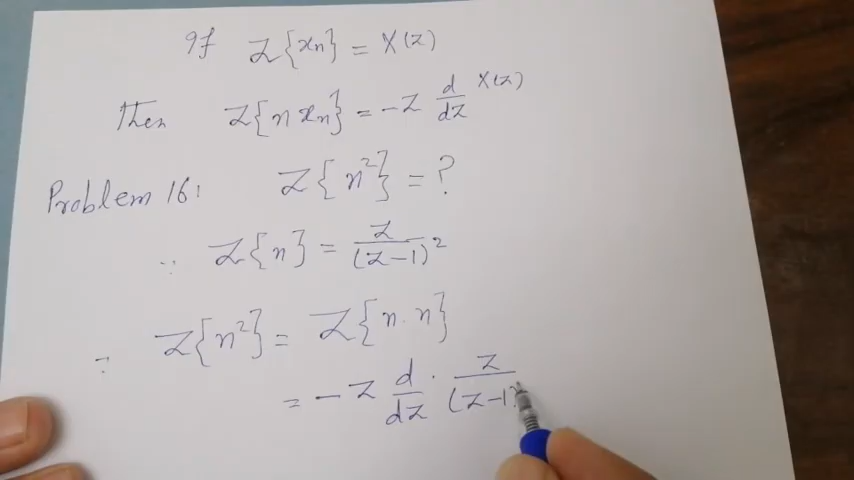 If Z{xn} = X(z)
Then Z{n xn} = -z d/dz X(z)
Problem 16: Z{n²} = ?
∵ Z{n} = z/(z-1)²
∵ Z{n²} = Z{n.n}
= -z d/dz . z/(z-1)